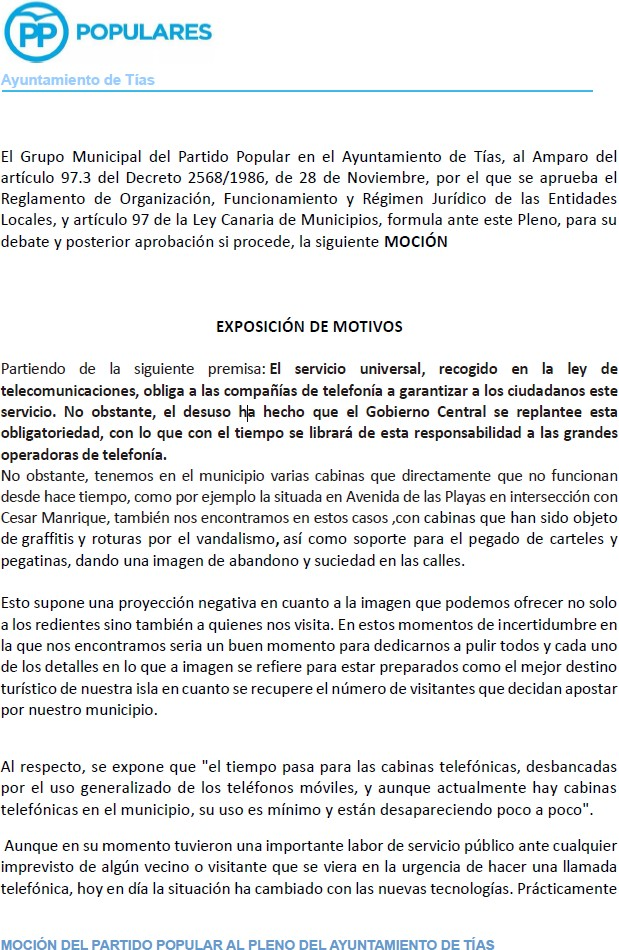 PP POPULARES
Ayuntamiento de Tías
El Grupo Municipal del Partido Popular en el Ayuntamiento de Tías, al Amparo del
artículo 97.3 del Decreto 2568/1986, de 28 de Noviembre, por el que se aprueba el
Reglamento de Organización, Funcionamiento y Régimen Jurídico de las Entidades
Locales, y artículo 97 de la Ley Canaria de Municipios, formula ante este Pleno, para su
debate y posterior aprobación si procede, la siguiente MOCIÓN
EXPOSICIÓN DE MOTIVOS
Partiendo de la siguiente premisa: El servicio universal, recogido en la ley de
telecomunicaciones, obliga a las compañías de telefonía a garantizar a los ciudadanos este
servicio. No obstante, el desuso ha hecho que el Gobierno Central se replantee esta
obligatoriedad, con lo que con el tiempo se librará de esta responsabilidad a las grandes
operadoras de telefonía.
No obstante, tenemos en el municipio varias cabinas que directamente que no funcionan
desde hace tiempo, como por ejemplo la situada en Avenida de las Playas en intersección con
Cesar Manrique, también nos encontramos en estos casos ,con cabinas que han sido objeto
de graffitis y roturas por el vandalismo, así como soporte para el pegado de carteles y
pegatinas, dando una imagen de abandono y suciedad en las calles.
Esto supone una proyección negativa en cuanto a la imagen que podemos ofrecer no solo
a los redientes sino también a quienes nos visita. En estos momentos de incertidumbre en
la que nos encontramos seria un buen momento para dedicarnos a pulir todos y cada uno
de los detalles en lo que a imagen se refiere para estar preparados como el mejor destino
turístico de nuestra isla en cuanto se recupere el número de visitantes que decidan apostar
por nuestro municipio.
Al respecto, se expone que "el tiempo pasa para las cabinas telefónicas, desbancadas
por el uso generalizado de los teléfonos móviles, y aunque actualmente hay cabinas
telefónicas en el municipio, su uso es mínimo y están desapareciendo poco a poco".
Aunque en su momento tuvieron una importante labor de servicio público ante cualquier
imprevisto de algún vecino o visitante que se viera en la urgencia de hacer una llamada
telefónica, hoy en día la situación ha cambiado con las nuevas tecnologías. Prácticamente
MOCIÓN DEL PARTIDO POPULAR AL PLENO DEL AYUNTAMIENTO DE TÍAS